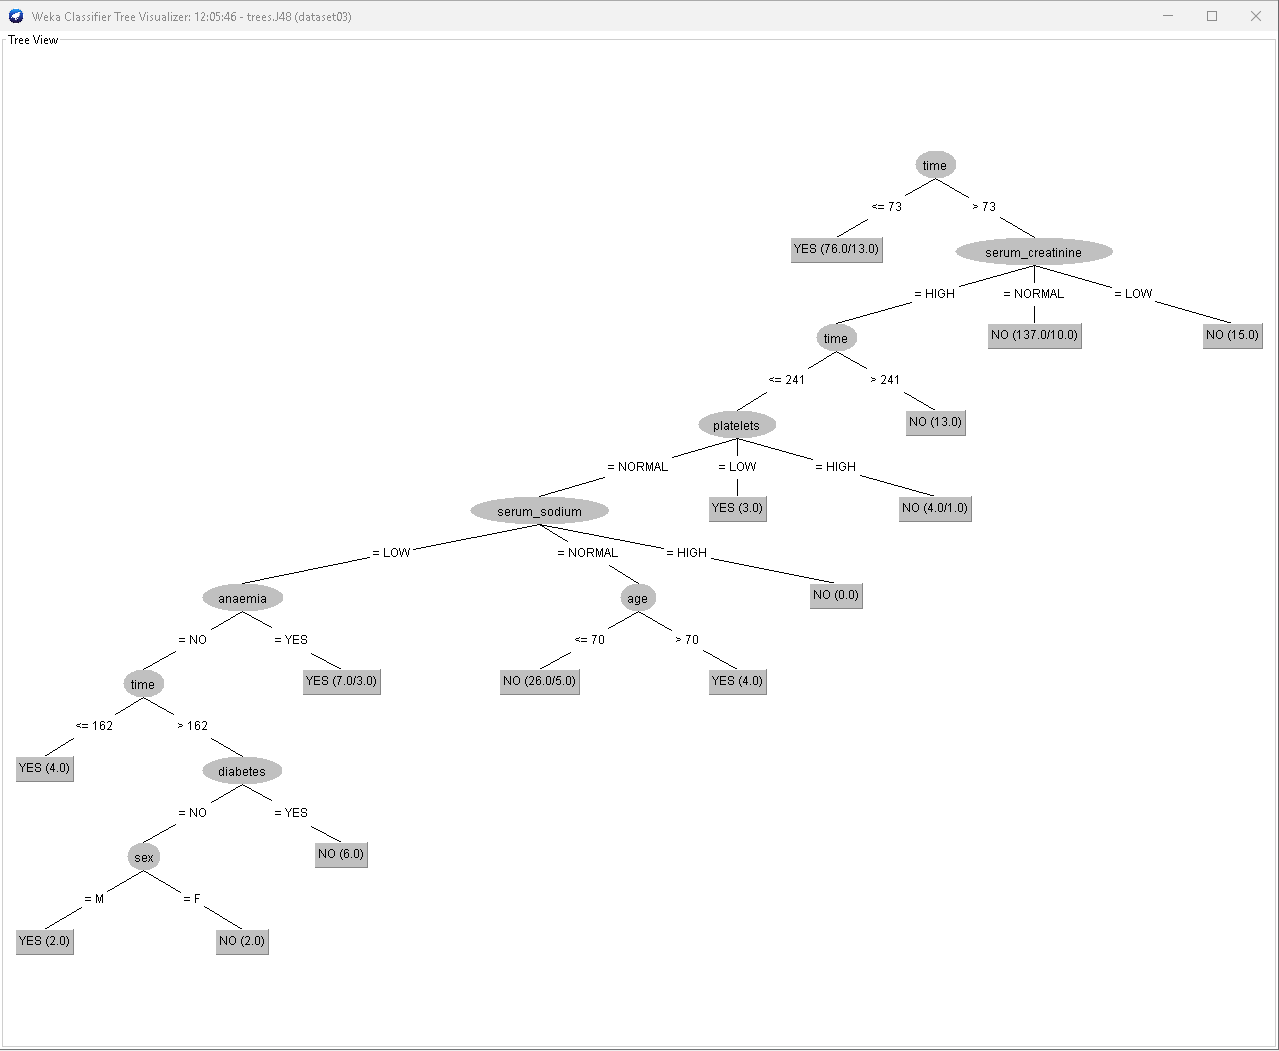 Weka Classifier Tree Visualizer: 12:05:46 - trees.J48 (dataset03)
Tree View
time
<= 73
> 73
YES (76.0/13.0)
serum_creatinine
= HIGH
= NORMAL
= LOW
time
NO (137.0/10.0)
NO (15.0)
<= 241
> 241
platelets
NO (13.0)
= NORMAL
= LOW
= HIGH
serum_sodium
YES (3.0)
NO (4.0/1.0)
= LOW
= NORMAL
= HIGH
anaemia
age
NO (0.0)
= NO
= YES
<= 70
> 70
time
YES (7.0/3.0)
NO (26.0/5.0)
YES (4.0)
<= 162
> 162
YES (4.0)
diabetes
= NO
= YES
sex
NO (6.0)
= M
= F
YES (2.0)
NO (2.0)